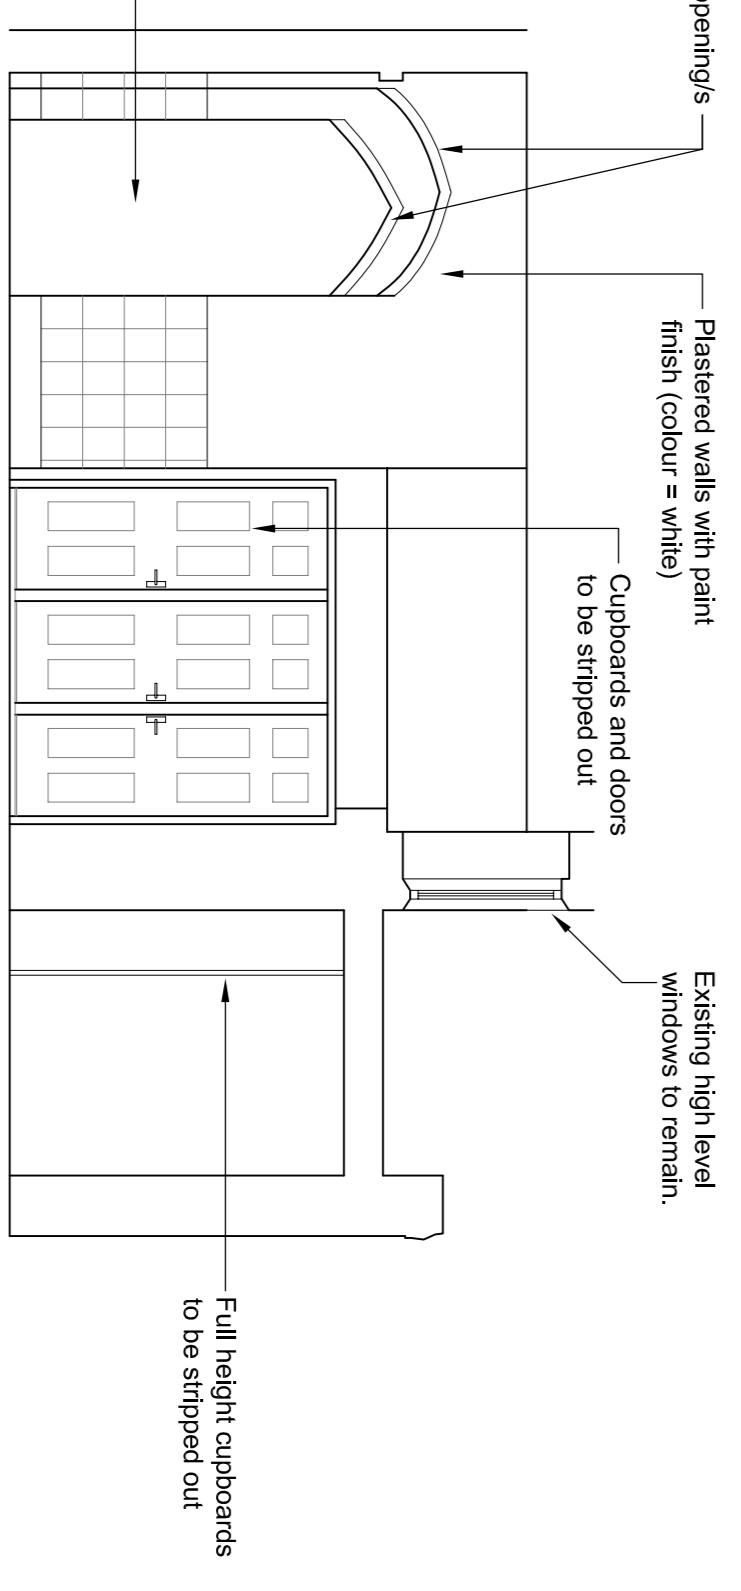 opening/s
Plastered walls with paint
finish (colour = white)
Cupboards and doors
to be stripped out
Existing high level
windows to remain.
Full height cupboards
to be stripped out